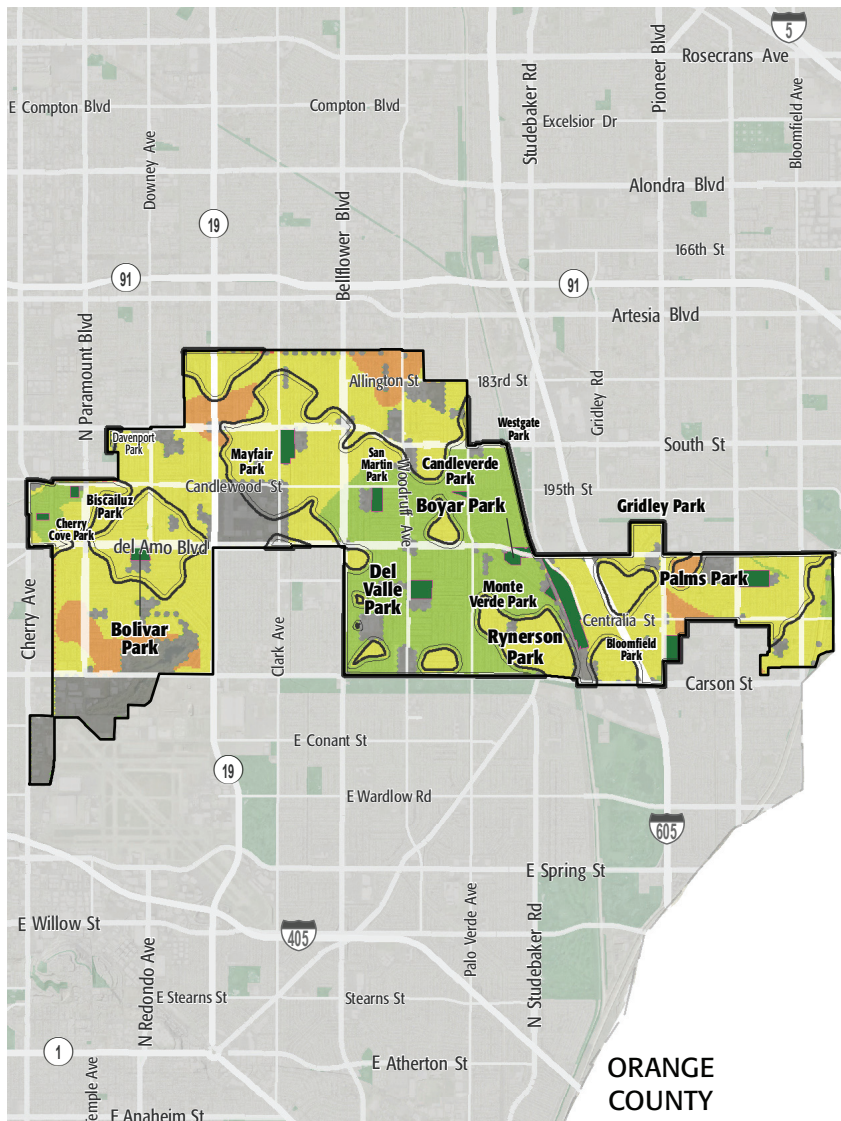 5
Rosecrans Ave
Pioneer Blvd
Studebaker Rd
Bloomfield Ave
E Compton Blvd
Compton Blvd
Excelsior Dr
Downey Ave
Alondra Blvd
Bellflower Blvd
19
166th St
91
91
Artesia Blvd
N Paramount Blvd
Allington St
183rd St
Gridley Rd
Westgate
Park
Davenport
Park
South St
Mayfair
Park
San
Martin
Park
Woodruff Ave
Candleverde
Park
Candlewood St
195th St
Biscailuz
Park
Boyar Park
Gridley Park
Cherry
Cove Park
del Amo Blvd
Del
Valle
Park
Monte
Verde Park
Palms Park
Cherry Ave
Bolivar
Park
Clark Ave
Rynerson
Park
Centralia St
Bloomfield
Park
Carson St
E Conant St
19
E Wardlow Rd
605
E Spring St
E Willow St
405
Palo Verde Ave
N Studebaker Rd
N Redondo Ave
E Stearns St
Stearns St
1
E Atherton St
emple Ave
ORANGE
COUNTY
E Anaheim St